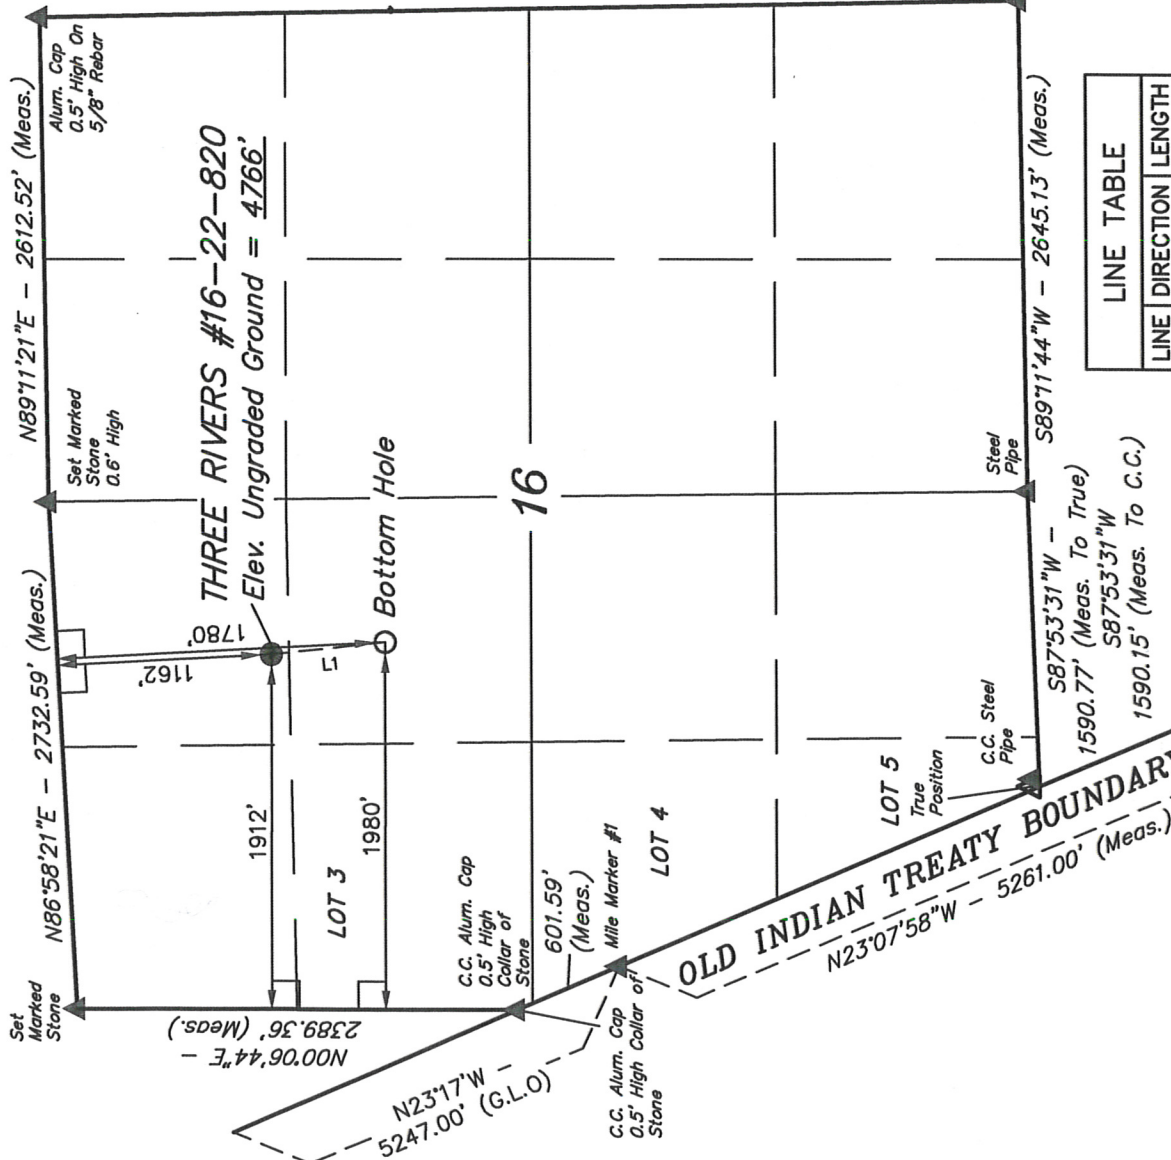 Alum. Cap
0.5' High On
5/8" Rebar
N89°11'21"E - 2612.52' (Meas.)
Set Marked
Stone
0.6' High
N86°58'21"E - 2732.59' (Meas.)
Set
Marked
Stone
THREE RIVERS #16-22-820
Elev. Ungraded Ground = 4766'
Bottom Hole
1780'
1162'
L1
1912'
1980'
LOT 3
16
N00°06'44"E -
2389.36' (Meas.)
C.C. Alum. Cap
0.5' High
Collar of
Stone
601.59'
(Meas.)
Mile Marker #1
LOT 4
LOT 5
True
Position
C.C. Steel
Pipe
Steel
Pipe
S89°11'44"W - 2645.13' (Meas.)
S87°53'31"W -
1590.77' (Meas. To True)
S87°53'31"W
1590.15' (Meas. To C.C.)
OLD INDIAN TREATY BOUNDARY
N23°07'58"W - 5261.00' (Meas.)
N23°17'W -
5247.00' (G.L.O)
C.C. Alum. Cap
0.5' High Collar of
Stone
LINE TABLE
LINE DIRECTION LENGTH